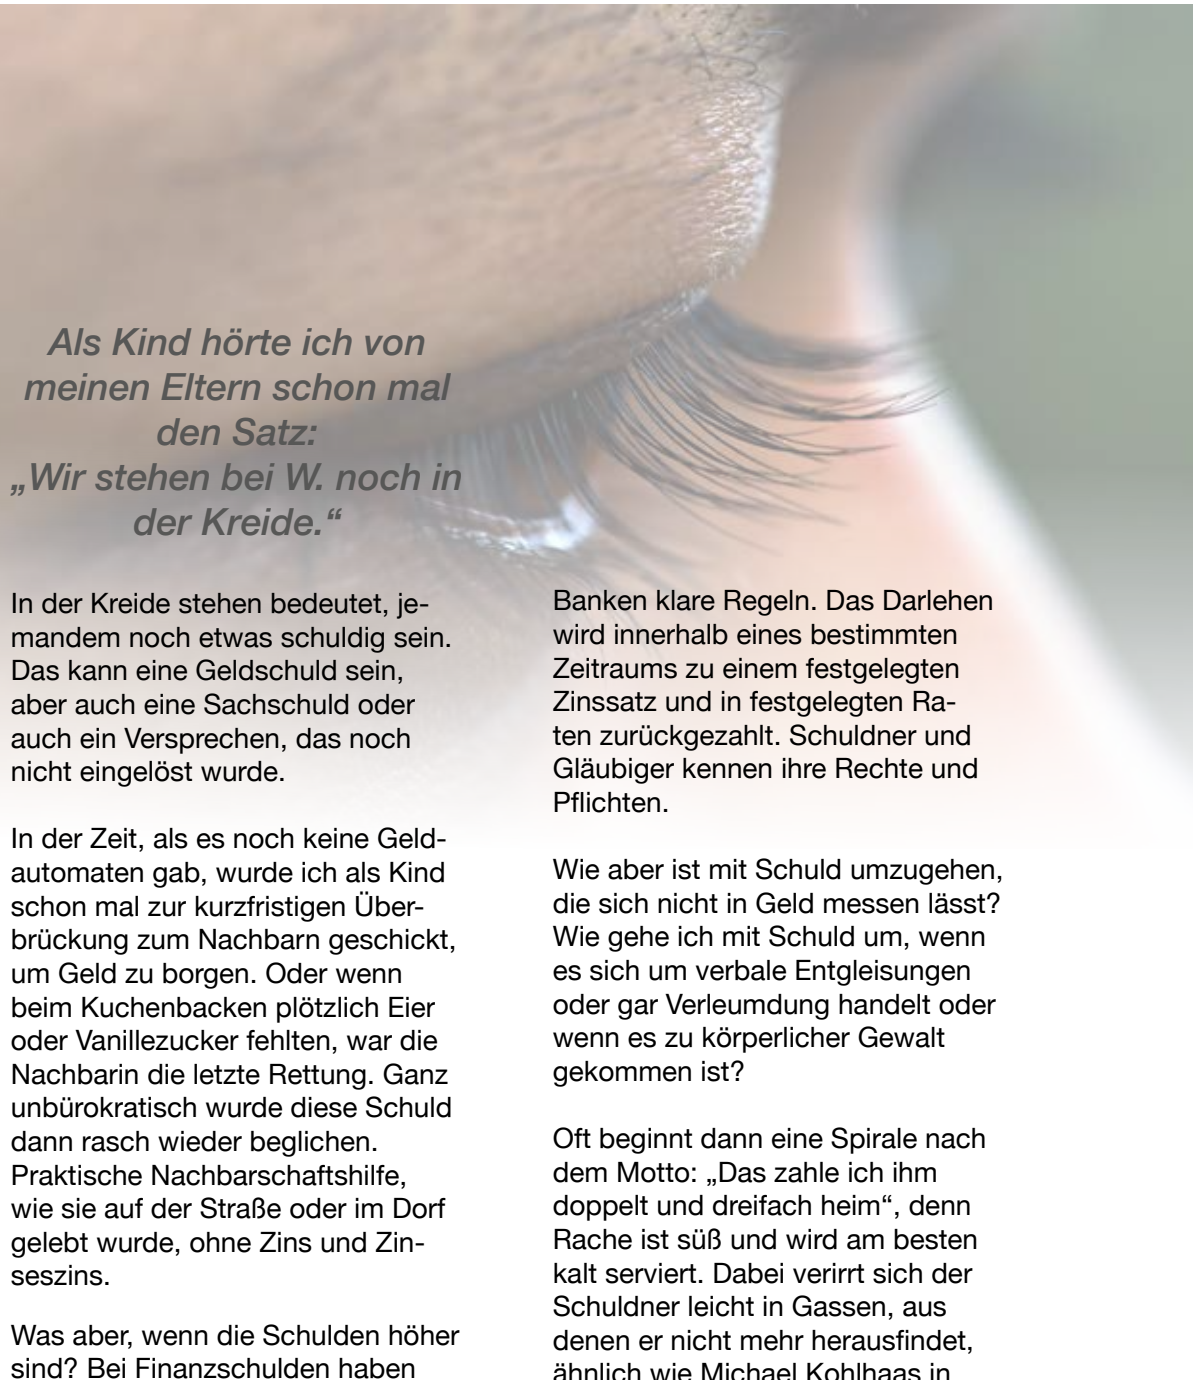 Als Kind hörte ich von
meinen Eltern schon mal
den Satz:
„Wir stehen bei W. noch in
der Kreide.“
In der Kreide stehen bedeutet, je-
mandem noch etwas schuldig sein.
Das kann eine Geldschuld sein,
aber auch eine Sachschuld oder
auch ein Versprechen, das noch
nicht eingelöst wurde.
In der Zeit, als es noch keine Geld-
automaten gab, wurde ich als Kind
schon mal zur kurzfristigen Über-
brückung zum Nachbarn geschickt,
um Geld zu borgen. Oder wenn
beim Kuchenbacken plötzlich Eier
oder Vanillezucker fehlten, war die
Nachbarin die letzte Rettung. Ganz
unbürokratisch wurde diese Schuld
dann rasch wieder beglichen.
Praktische Nachbarschaftshilfe,
wie sie auf der Straße oder im Dorf
gelebt wurde, ohne Zins und Zin-
seszins.
Was aber, wenn die Schulden höher
sind? Bei Finanzschulden haben
Banken klare Regeln. Das Darlehen
wird innerhalb eines bestimmten
Zeitraums zu einem festgelegten
Zinssatz und in festgelegten Ra-
ten zurückgezahlt. Schuldner und
Gläubiger kennen ihre Rechte und
Pflichten.
Wie aber ist mit Schuld umzugehen,
die sich nicht in Geld messen lässt?
Wie gehe ich mit Schuld um, wenn
es sich um verbale Entgleisungen
oder gar Verleumdung handelt oder
wenn es zu körperlicher Gewalt
gekommen ist?
Oft beginnt dann eine Spirale nach
dem Motto: „Das zahle ich ihm
doppelt und dreifach heim“, denn
Rache ist süß und wird am besten
kalt serviert. Dabei verirrt sich der
Schuldner leicht in Gassen, aus
denen er nicht mehr herausfindet,
ähnlich wie Michael Kohlhaas in